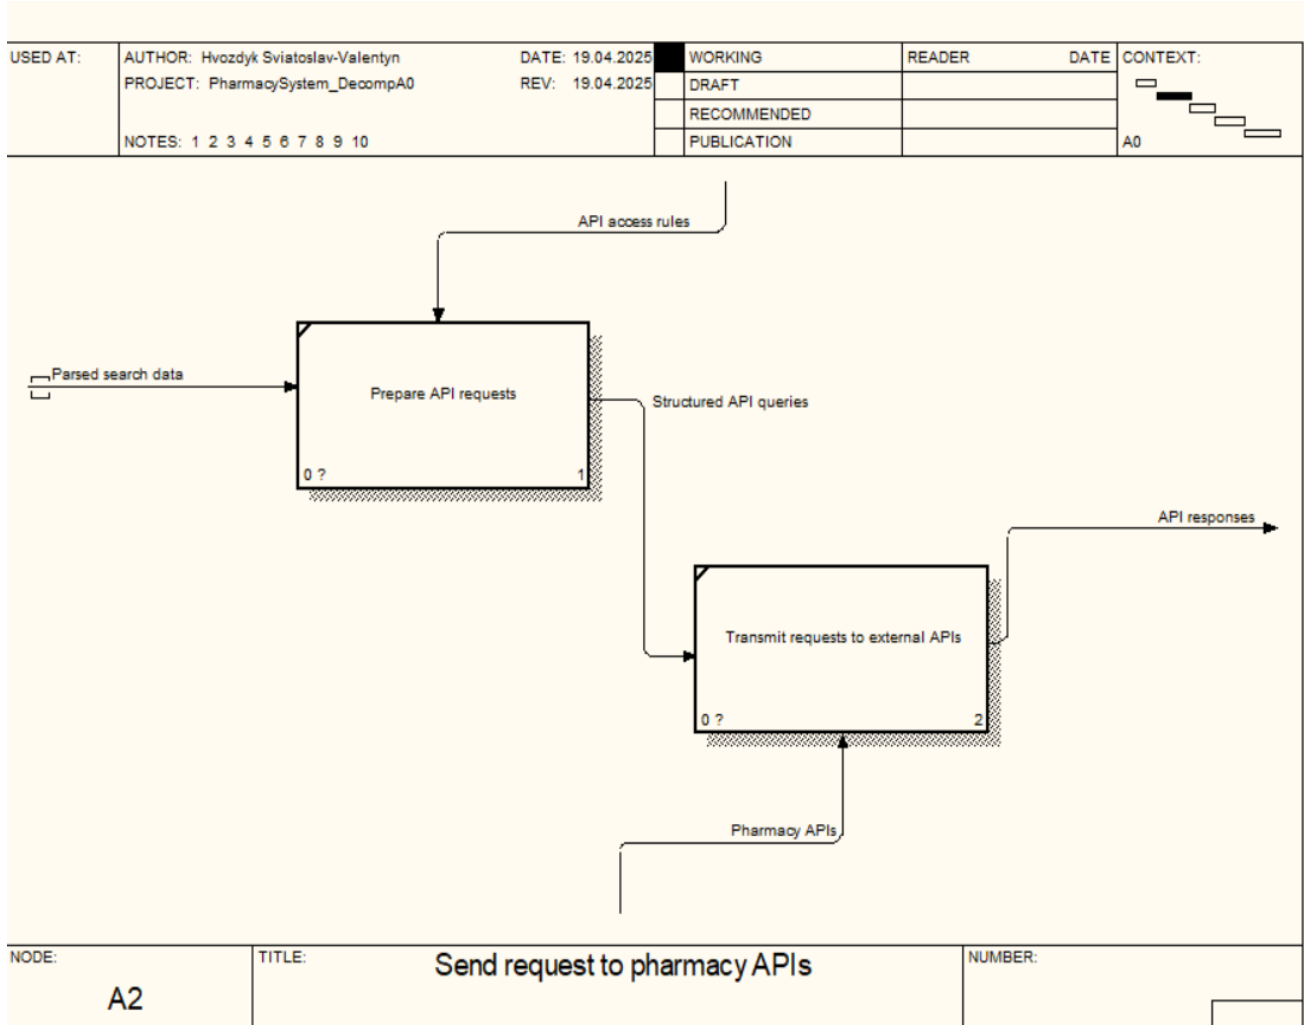 USED AT:
AUTHOR: Hvozdyk Sviatoslav-Valentyn
DATE: 19.04.2025
WORKING
READER
DATE
CONTEXT:
PROJECT: PharmacySystem_DecompA0
REV: 19.04.2025
DRAFT
RECOMMENDED
NOTES: 1 2 3 4 5 6 7 8 9 10
PUBLICATION
A0
API access rules
Parsed search data
Prepare API requests
0 ?
1
Structured API queries
API responses
Transmit requests to external APIs
0 ?
2
Pharmacy APIs
NODE:
A2
TITLE:
Send request to pharmacy APIs
NUMBER: